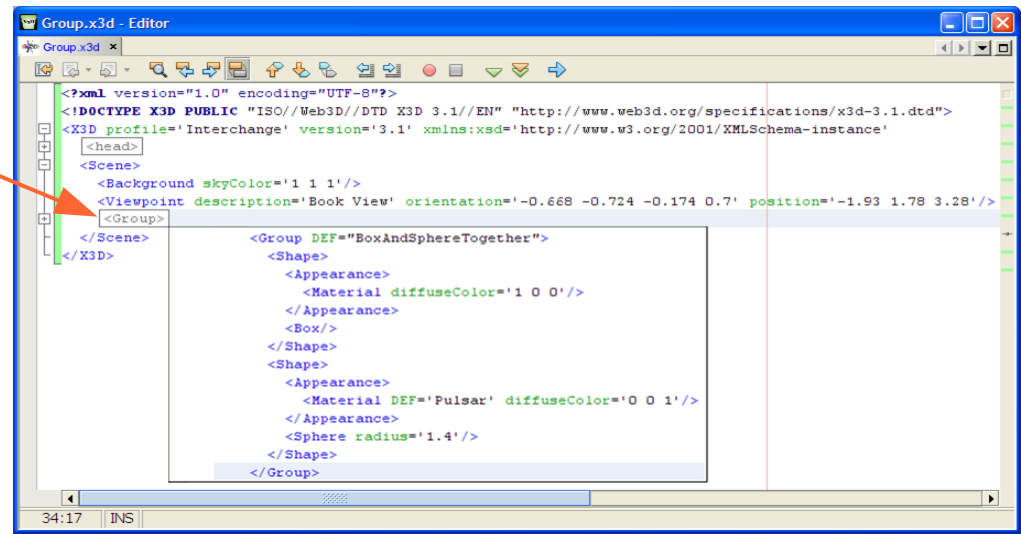 Group.x3d - Editor
Group.x3d
<?xml version="1.0" encoding="UTF-8"?>
<!DOCTYPE X3D PUBLIC "ISO//Web3D//DTD X3D 3.1//EN" "http://www.web3d.org/specifications/x3d-3.1.dtd">
<X3D profile='Interchange' version='3.1' xmlns:xsd='http://www.w3.org/2001/XMLSchema-instance'
<head>
<Scene>
<Background skyColor='1 1 1'/>
<Viewpoint description='Book View' orientation='-0.668 -0.724 -0.174 0.7' position='-1.93 1.78 3.28'/>
<Group>
</Scene>
</X3D>
<Group DEF="BoxAndSphereTogether">
<Shape>
<Appearance>
<Material diffuseColor='1 0 0'/>
</Appearance>
<Box/>
</Shape>
<Shape>
<Appearance>
<Material DEF='Pulsar' diffuseColor='0 0 1'/>
</Appearance>
<Sphere radius='1.4'/>
</Shape>
</Group>
34:17 INS